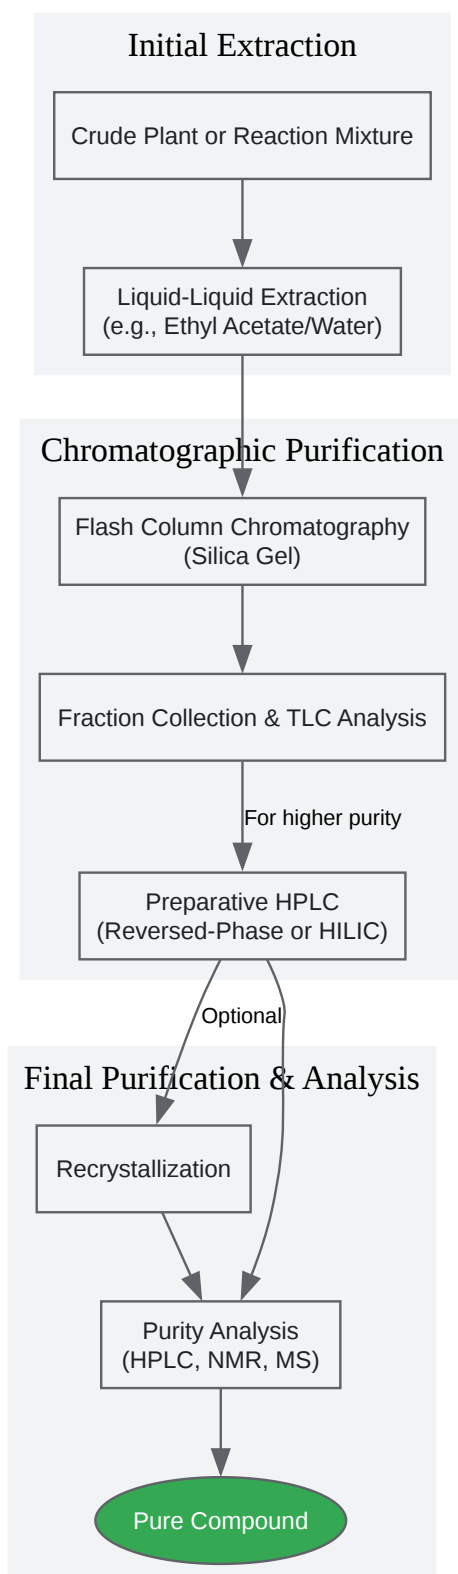 Initial Extraction
Crude Plant or Reaction Mixture
Liquid-Liquid Extraction
(e.g., Ethyl Acetate/Water)
Chromatographic Purification
Flash Column Chromatography
(Silica Gel)
Fraction Collection & TLC Analysis
For higher purity
Preparative HPLC
(Reversed-Phase or HILIC)
Optional
Final Purification & Analysis
Recrystallization
Purity Analysis
(HPLC, NMR, MS)
Pure Compound